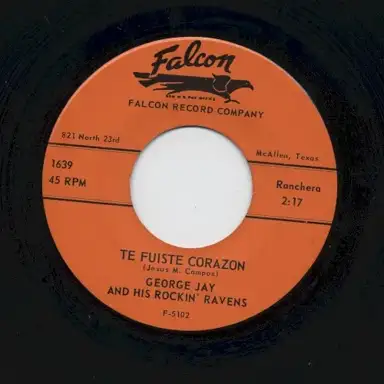 Falcon
FALCON RECORD COMPANY
821 North 23rd
McAllen, Texas
1639
45 RPM
Ranchera
2:17
TE FUISTE CORAZON
(Jesus M. Campos)
GEORGE JAY
AND HIS ROCKIN' RAVENS
F-5102